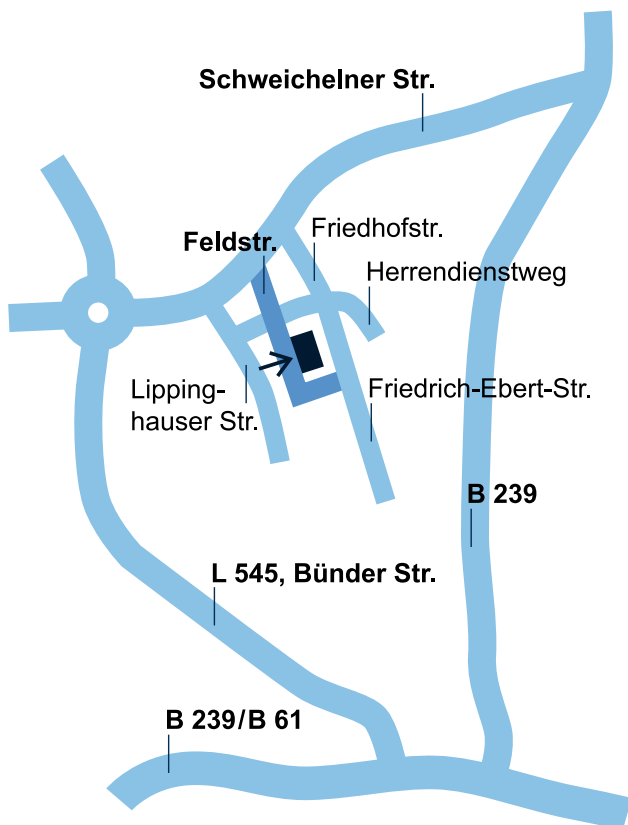 Schweichelner Str.
Friedhofstr.
Feldstr.
Herrendienstweg
Lipping-
hauser Str.
Friedrich-Ebert-Str.
B 239
L 545, Bünder Str.
B 239/B 61